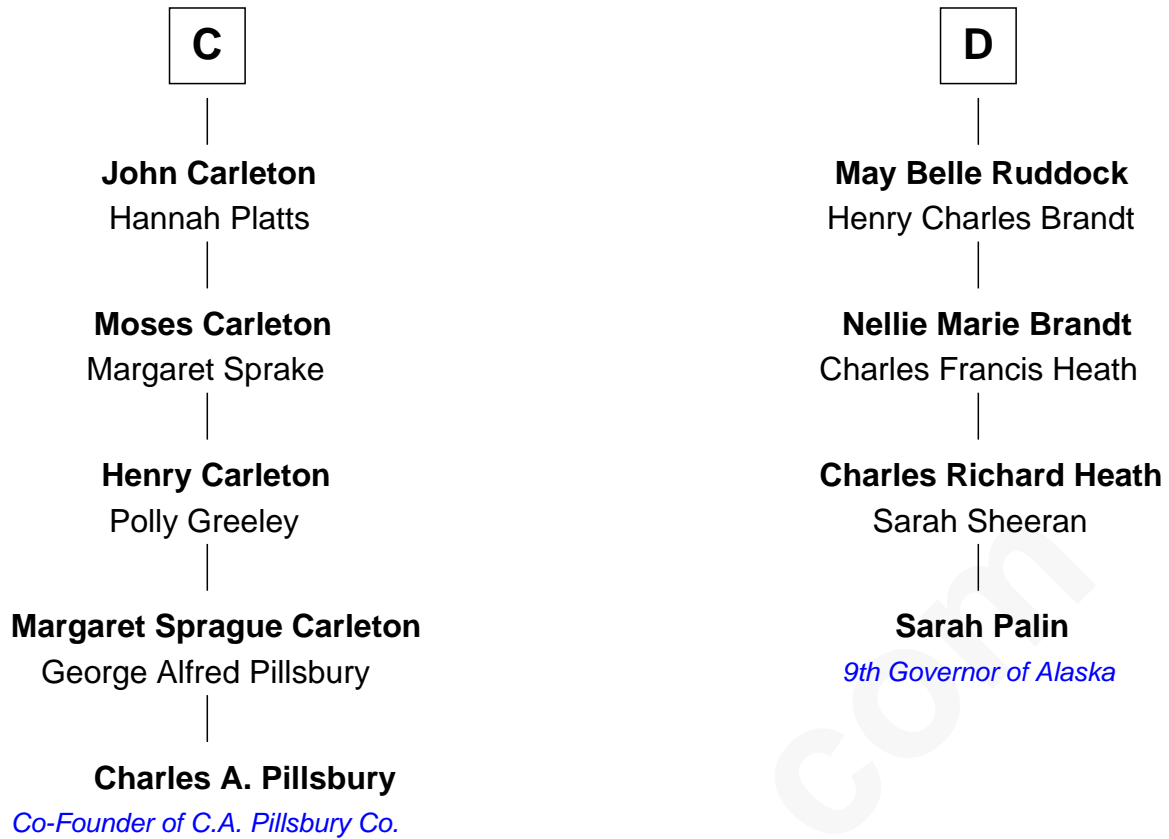 C
John Carleton
Hannah Platts
Moses Carleton
Margaret Sprake
Henry Carleton
Polly Greeley
Margaret Sprague Carleton
George Alfred Pillsbury
Charles A. Pillsbury
Co-Founder of C.A. Pillsbury Co.
D
May Belle Ruddock
Henry Charles Brandt
Nellie Marie Brandt
Charles Francis Heath
Charles Richard Heath
Sarah Sheeran
Sarah Palin
9th Governor of Alaska
com